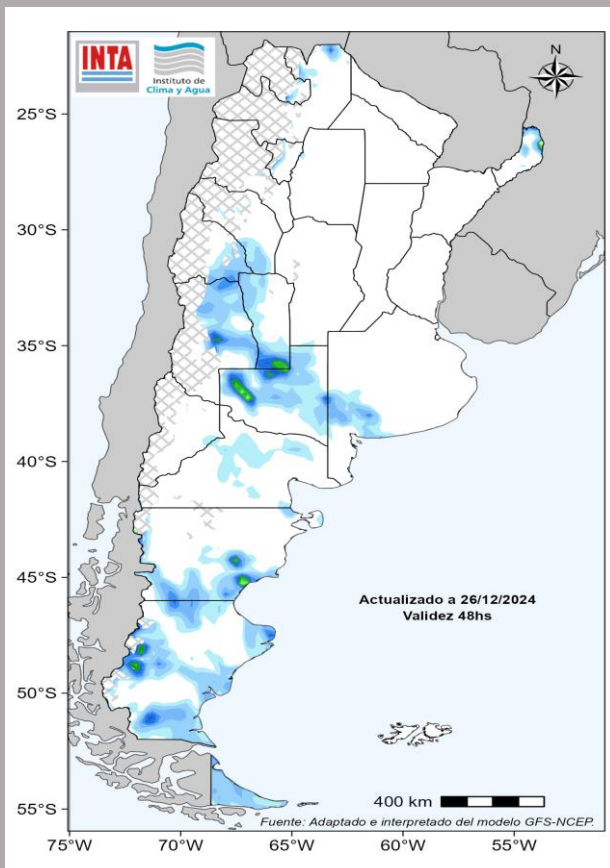 INTA
Instituto de
Clima y Agua
N
25°S
30°S
35°S
40°S
45°S
50°S
55°S
Actualizado a 26/12/2024
Validez 48hs
400 km
Fuente: Adaptado e interpretado del modelo GFS-NCEP.
75°W
70°W
65°W
60°W
55°W